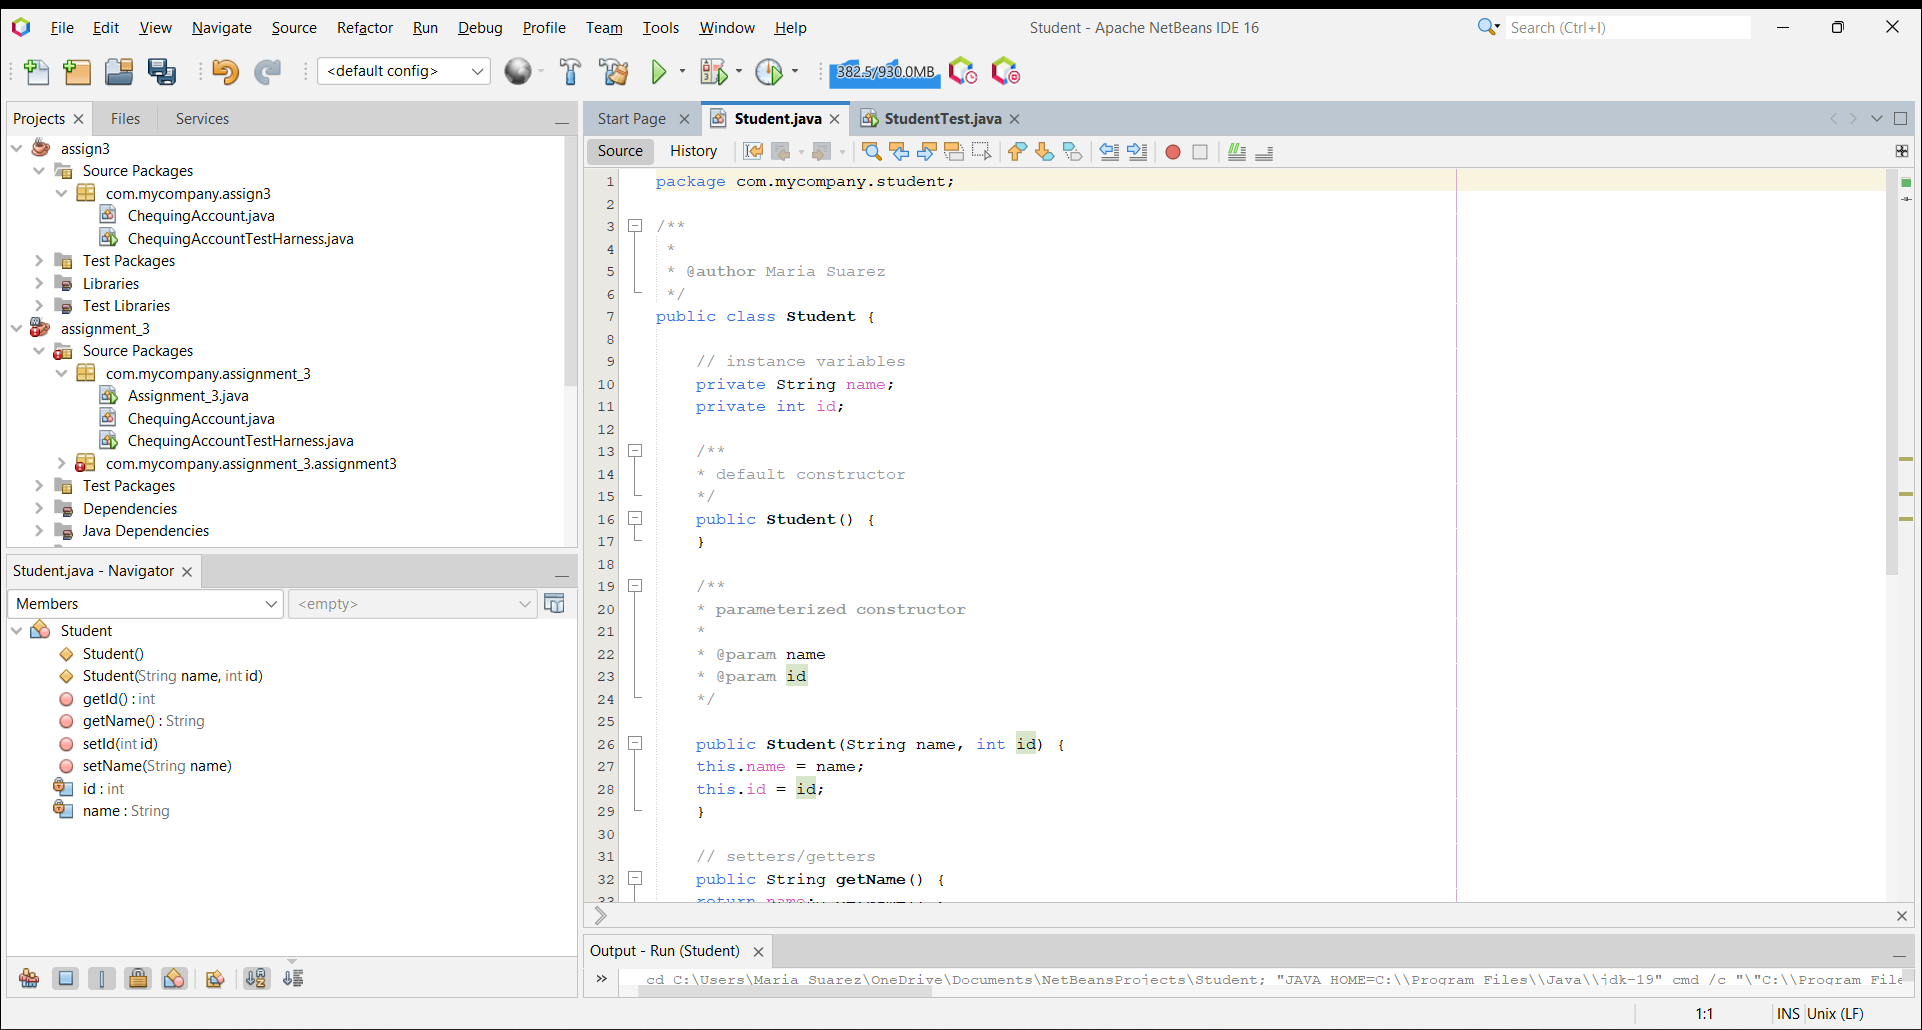 File Edit View Navigate Source Refactor Run Debug Profile Team Tools Window Help
Student - Apache NetBeans IDE 16
Search (Ctrl+I)
<default config>
382.5/930.0MB
Projects Files Services
assign3
Source Packages
com.mycompany.assign3
ChequingAccount.java
ChequingAccountTestHarness.java
Test Packages
Libraries
Test Libraries
assignment_3
Source Packages
com.mycompany.assignment_3
Assignment_3.java
ChequingAccount.java
ChequingAccountTestHarness.java
com.mycompany.assignment_3.assignment3
Test Packages
Dependencies
Java Dependencies
Student.java - Navigator
Members <empty>
Student
Student()
Student(String name, int id)
getId() : int
getName() : String
setId(int id)
setName(String name)
id : int
name : String
Start Page Student.java StudentTest.java
Source History
1 package com.mycompany.student;
2
3 /**
4 *
5 * @author Maria Suarez
6 */
7 public class Student {
8
9 // instance variables
10 private String name;
11 private int id;
12
13 /**
14 * default constructor
15 */
16 public Student() {
17 }
18
19 /**
20 * parameterized constructor
21 *
22 * @param name
23 * @param id
24 */
25
26 public Student(String name, int id) {
27 this.name = name;
28 this.id = id;
29 }
30
31 // setters/getters
32 public String getName() {
33 return name;
Output - Run (Student)
cd C:\Users\Maria Suarez\OneDrive\Documents\NetBeansProjects\Student; "JAVA_HOME=C:\\Program Files\\Java\\jdk-19" cmd /c "\"C:\\Program File
1:1 INS Unix (LF)